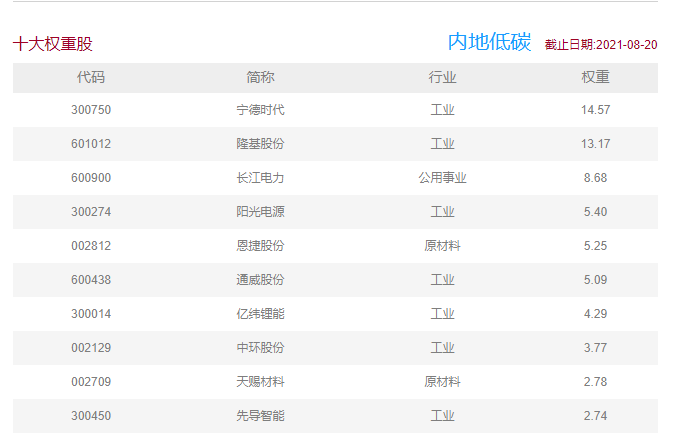 十大权重股 内地低碳 截止日期:2021-08-20
代码 简称 行业 权重
300750 宁德时代 工业 14.57
601012 隆基股份 工业 13.17
600900 长江电力 公用事业 8.68
300274 阳光电源 工业 5.40
002812 恩捷股份 原材料 5.25
600438 通威股份 工业 5.09
300014 亿纬锂能 工业 4.29
002129 中环股份 工业 3.77
002709 天赐材料 原材料 2.78
300450 先导智能 工业 2.74